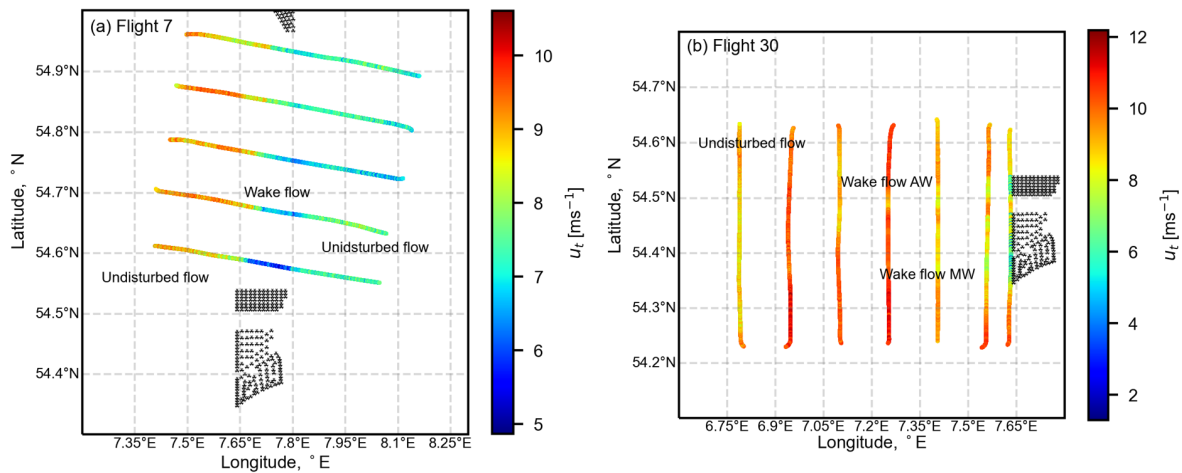 (a) Flight 7
54.9°N
54.8°N
54.7°N
54.6°N
54.5°N
54.4°N
Latitude, °N
Wake flow
Unidsturbed flow
Undisturbed flow
7.35°E 7.5°E 7.65°E 7.8°E 7.95°E 8.1°E 8.25°E
Longitude, °E
10
9
8
7
6
5
u_t [ms⁻¹]
(b) Flight 30
54.7°N
54.6°N
54.5°N
54.4°N
54.3°N
54.2°N
Latitude, °N
Undisturbed flow
Wake flow AW
Wake flow MW
6.75°E 6.9°E 7.05°E 7.2°E 7.35°E 7.5°E 7.65°E
Longitude, °E
12
10
8
6
4
2
u_t [ms⁻¹]